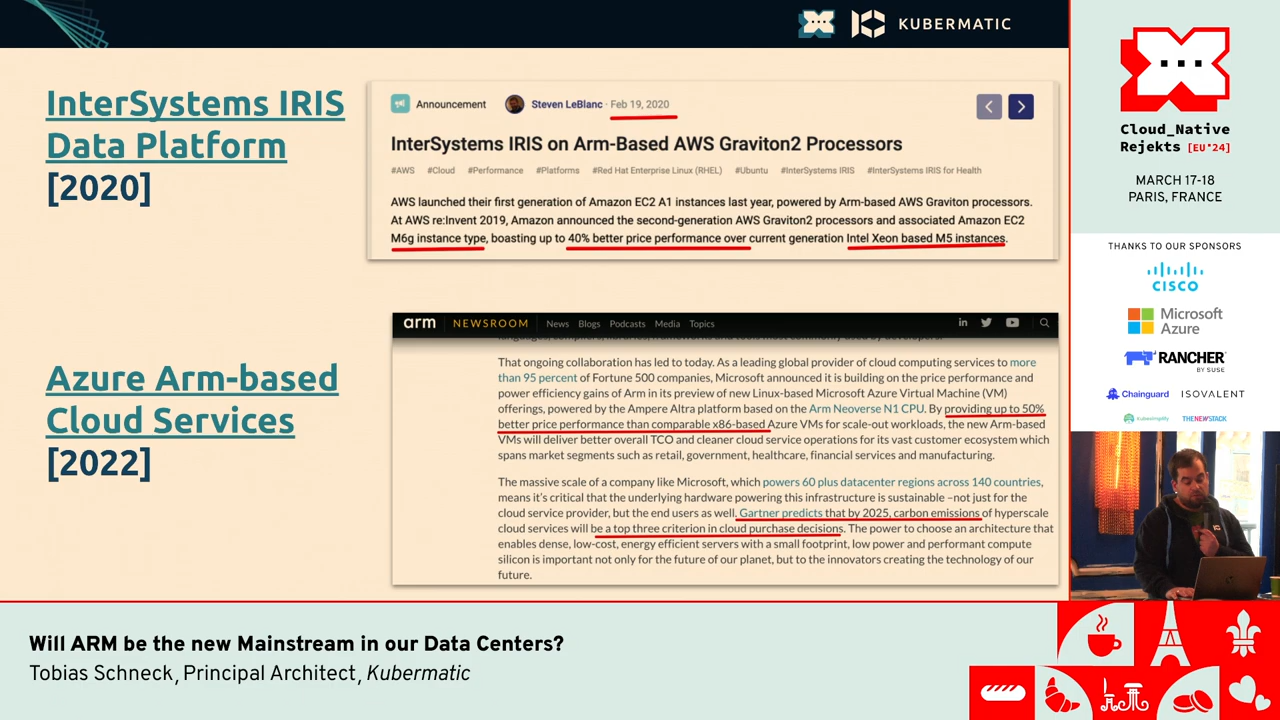 KUBERMATIC
InterSystems IRIS
Data Platform
[2020]
Announcement
Steven LeBlanc · Feb 19, 2020
InterSystems IRIS on Arm-Based AWS Graviton2 Processors
#AWS #Cloud #Performance #Platforms #Red Hat Enterprise Linux (RHEL) #Ubuntu #InterSystems IRIS #InterSystems IRIS for Health
AWS launched their first generation of Amazon EC2 A1 instances last year, powered by Arm-based AWS Graviton processors.
At AWS re:Invent 2019, Amazon announced the second-generation AWS Graviton2 processors and associated Amazon EC2
M6g instance type, boasting up to 40% better price performance over current generation Intel Xeon based M5 instances.
Azure Arm-based
Cloud Services
[2022]
arm NEWSROOM News Blogs Podcasts Media Topics
That ongoing collaboration has led to today. As a leading global provider of cloud computing services to more
than 95 percent of Fortune 500 companies, Microsoft announced it is building on the price performance and
power efficiency gains of Arm in its preview of new Linux-based Microsoft Azure Virtual Machine (VM)
offerings, powered by the Ampere Altra platform based on the Arm Neoverse N1 CPU. By providing up to 50%
better price performance than comparable x86-based Azure VMs for scale-out workloads, the new Arm-based
VMs will deliver better overall TCO and cleaner cloud service operations for its vast customer ecosystem which
spans market segments such as retail, government, healthcare, financial services and manufacturing.
The massive scale of a company like Microsoft, which powers 60 plus datacenter regions across 140 countries,
means it's critical that the underlying hardware powering this infrastructure is sustainable –not just for the
cloud service provider, but the end users as well. Gartner predicts that by 2025, carbon emissions of hyperscale
cloud services will be a top three criterion in cloud purchase decisions. The power to choose an architecture that
enables dense, low-cost, energy efficient servers with a small footprint, low power and performant compute
silicon is important not only for the future of our planet, but to the innovators creating the technology of our
future.
Cloud_Native
Rejekts [EU*24]
MARCH 17-18
PARIS, FRANCE
THANKS TO OUR SPONSORS
CISCO
Microsoft
Azure
RANCHER
BY SUSE
Chainguard
ISOVALENT
kubesimplify
THENEWSTACK
Will ARM be the new Mainstream in our Data Centers?
Tobias Schneck, Principal Architect, Kubermatic